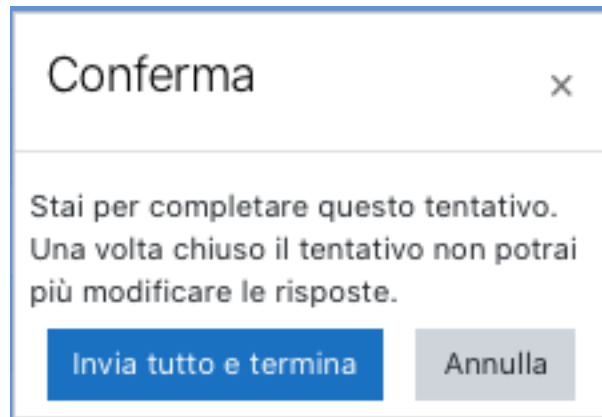 Conferma
×
Stai per completare questo tentativo.
Una volta chiuso il tentativo non potrai
più modificare le risposte.
Invia tutto e termina Annulla